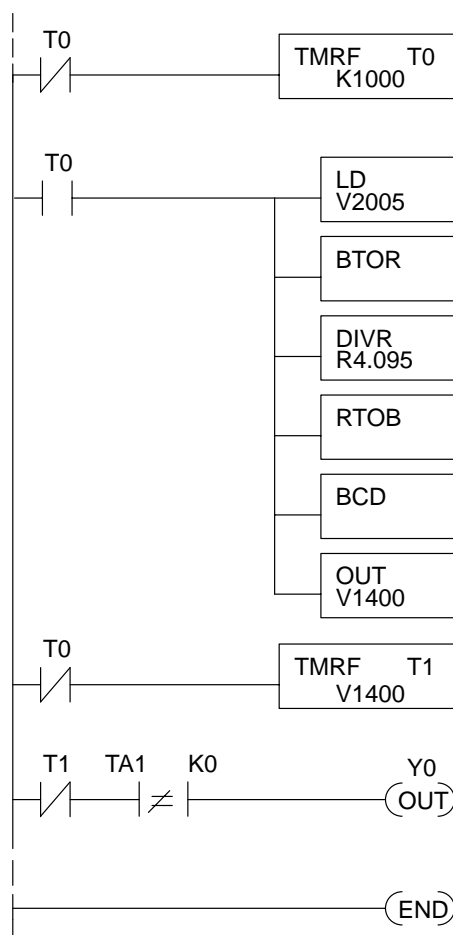 T0
TMRF T0
K1000
T0
LD
V2005
BTOR
DIVR
R4.095
RTOB
BCD
OUT
V1400
T0
TMRF T1
V1400
T1 TA1 K0 Y0
≠ OUT
END